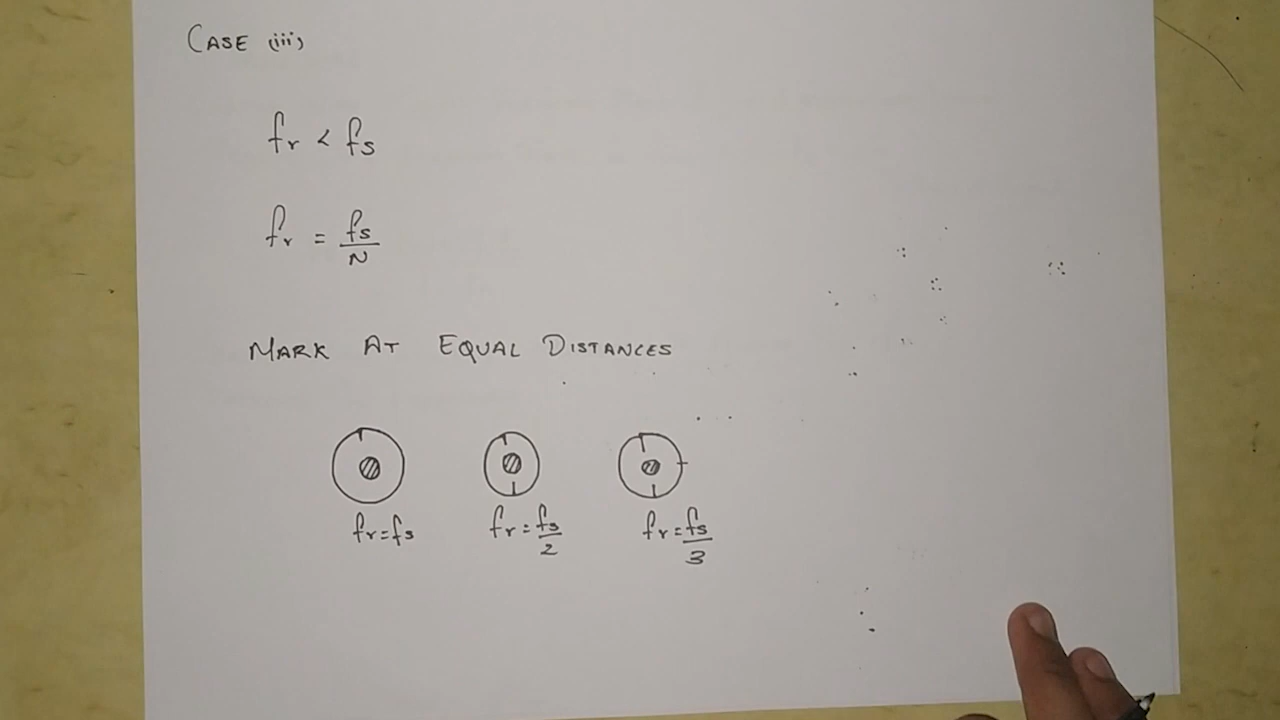 CASE (iii)
fr < fs
fr = fs/N
MARK AT EQUAL DISTANCES
fr=fs fr=fs/2 fr=fs/3